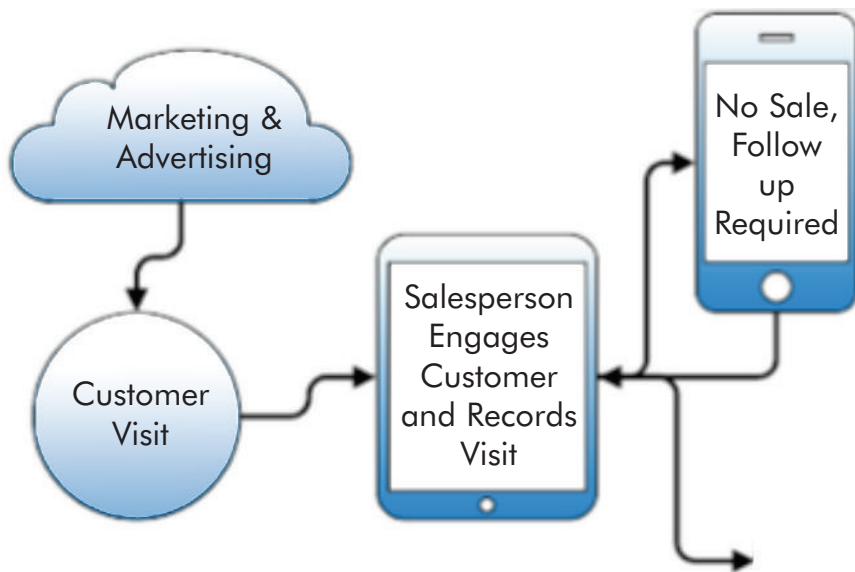 Marketing &
Advertising
Customer
Visit
Salesperson
Engages
Customer
and Records
Visit
No Sale,
Follow
up
Required